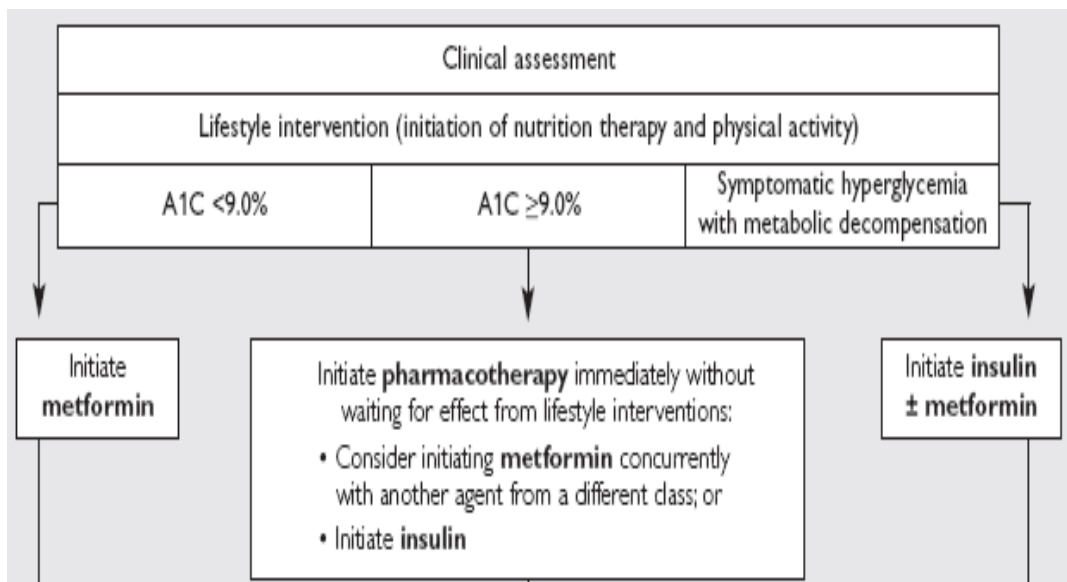 Clinical assessment
Lifestyle intervention (initiation of nutrition therapy and physical activity)
A1C <9.0%
A1C ≥9.0%
Symptomatic hyperglycemia
with metabolic decompensation
Initiate
metformin
Initiate pharmacotherapy immediately without
waiting for effect from lifestyle interventions:
• Consider initiating metformin concurrently
with another agent from a different class; or
• Initiate insulin
Initiate insulin
± metformin